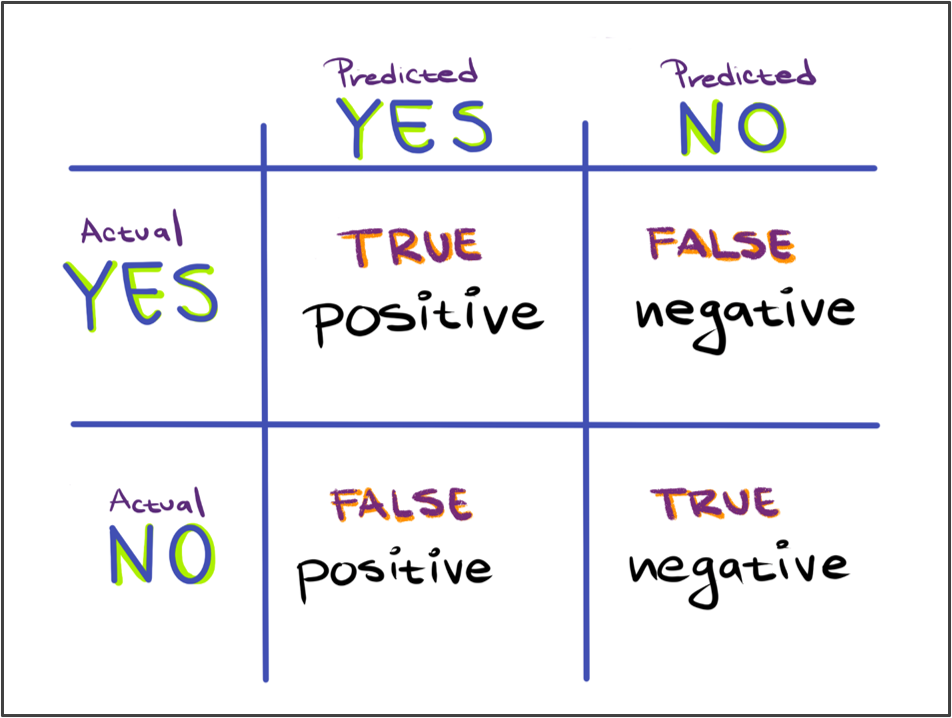 Predicted
YES
Predicted
NO
Actual
YES
TRUE
positive
FALSE
negative
Actual
NO
FALSE
positive
TRUE
negative